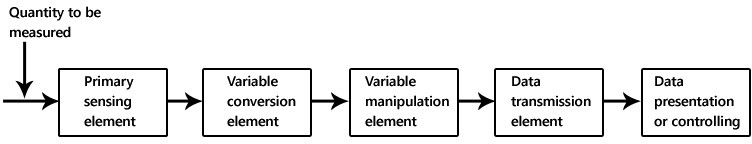 Quantity to be
measured
Primary
sensing
element
Variable
conversion
element
Variable
manipulation
element
Data
transmission
element
Data
presentation
or controlling